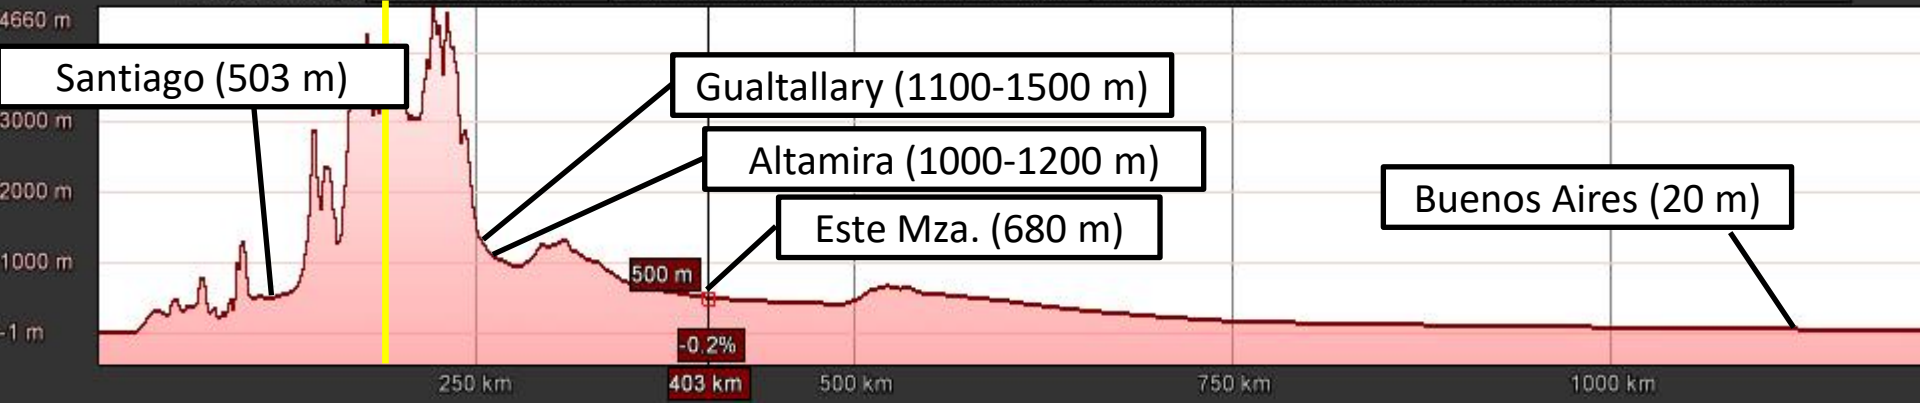 4660 m
Santiago (503 m)
Gualtallary (1100-1500 m)
3000 m
Altamira (1000-1200 m)
2000 m
Buenos Aires (20 m)
Este Mza. (680 m)
1000 m
500 m
-1 m
-0.2%
250 km
403 km
500 km
750 km
1000 km